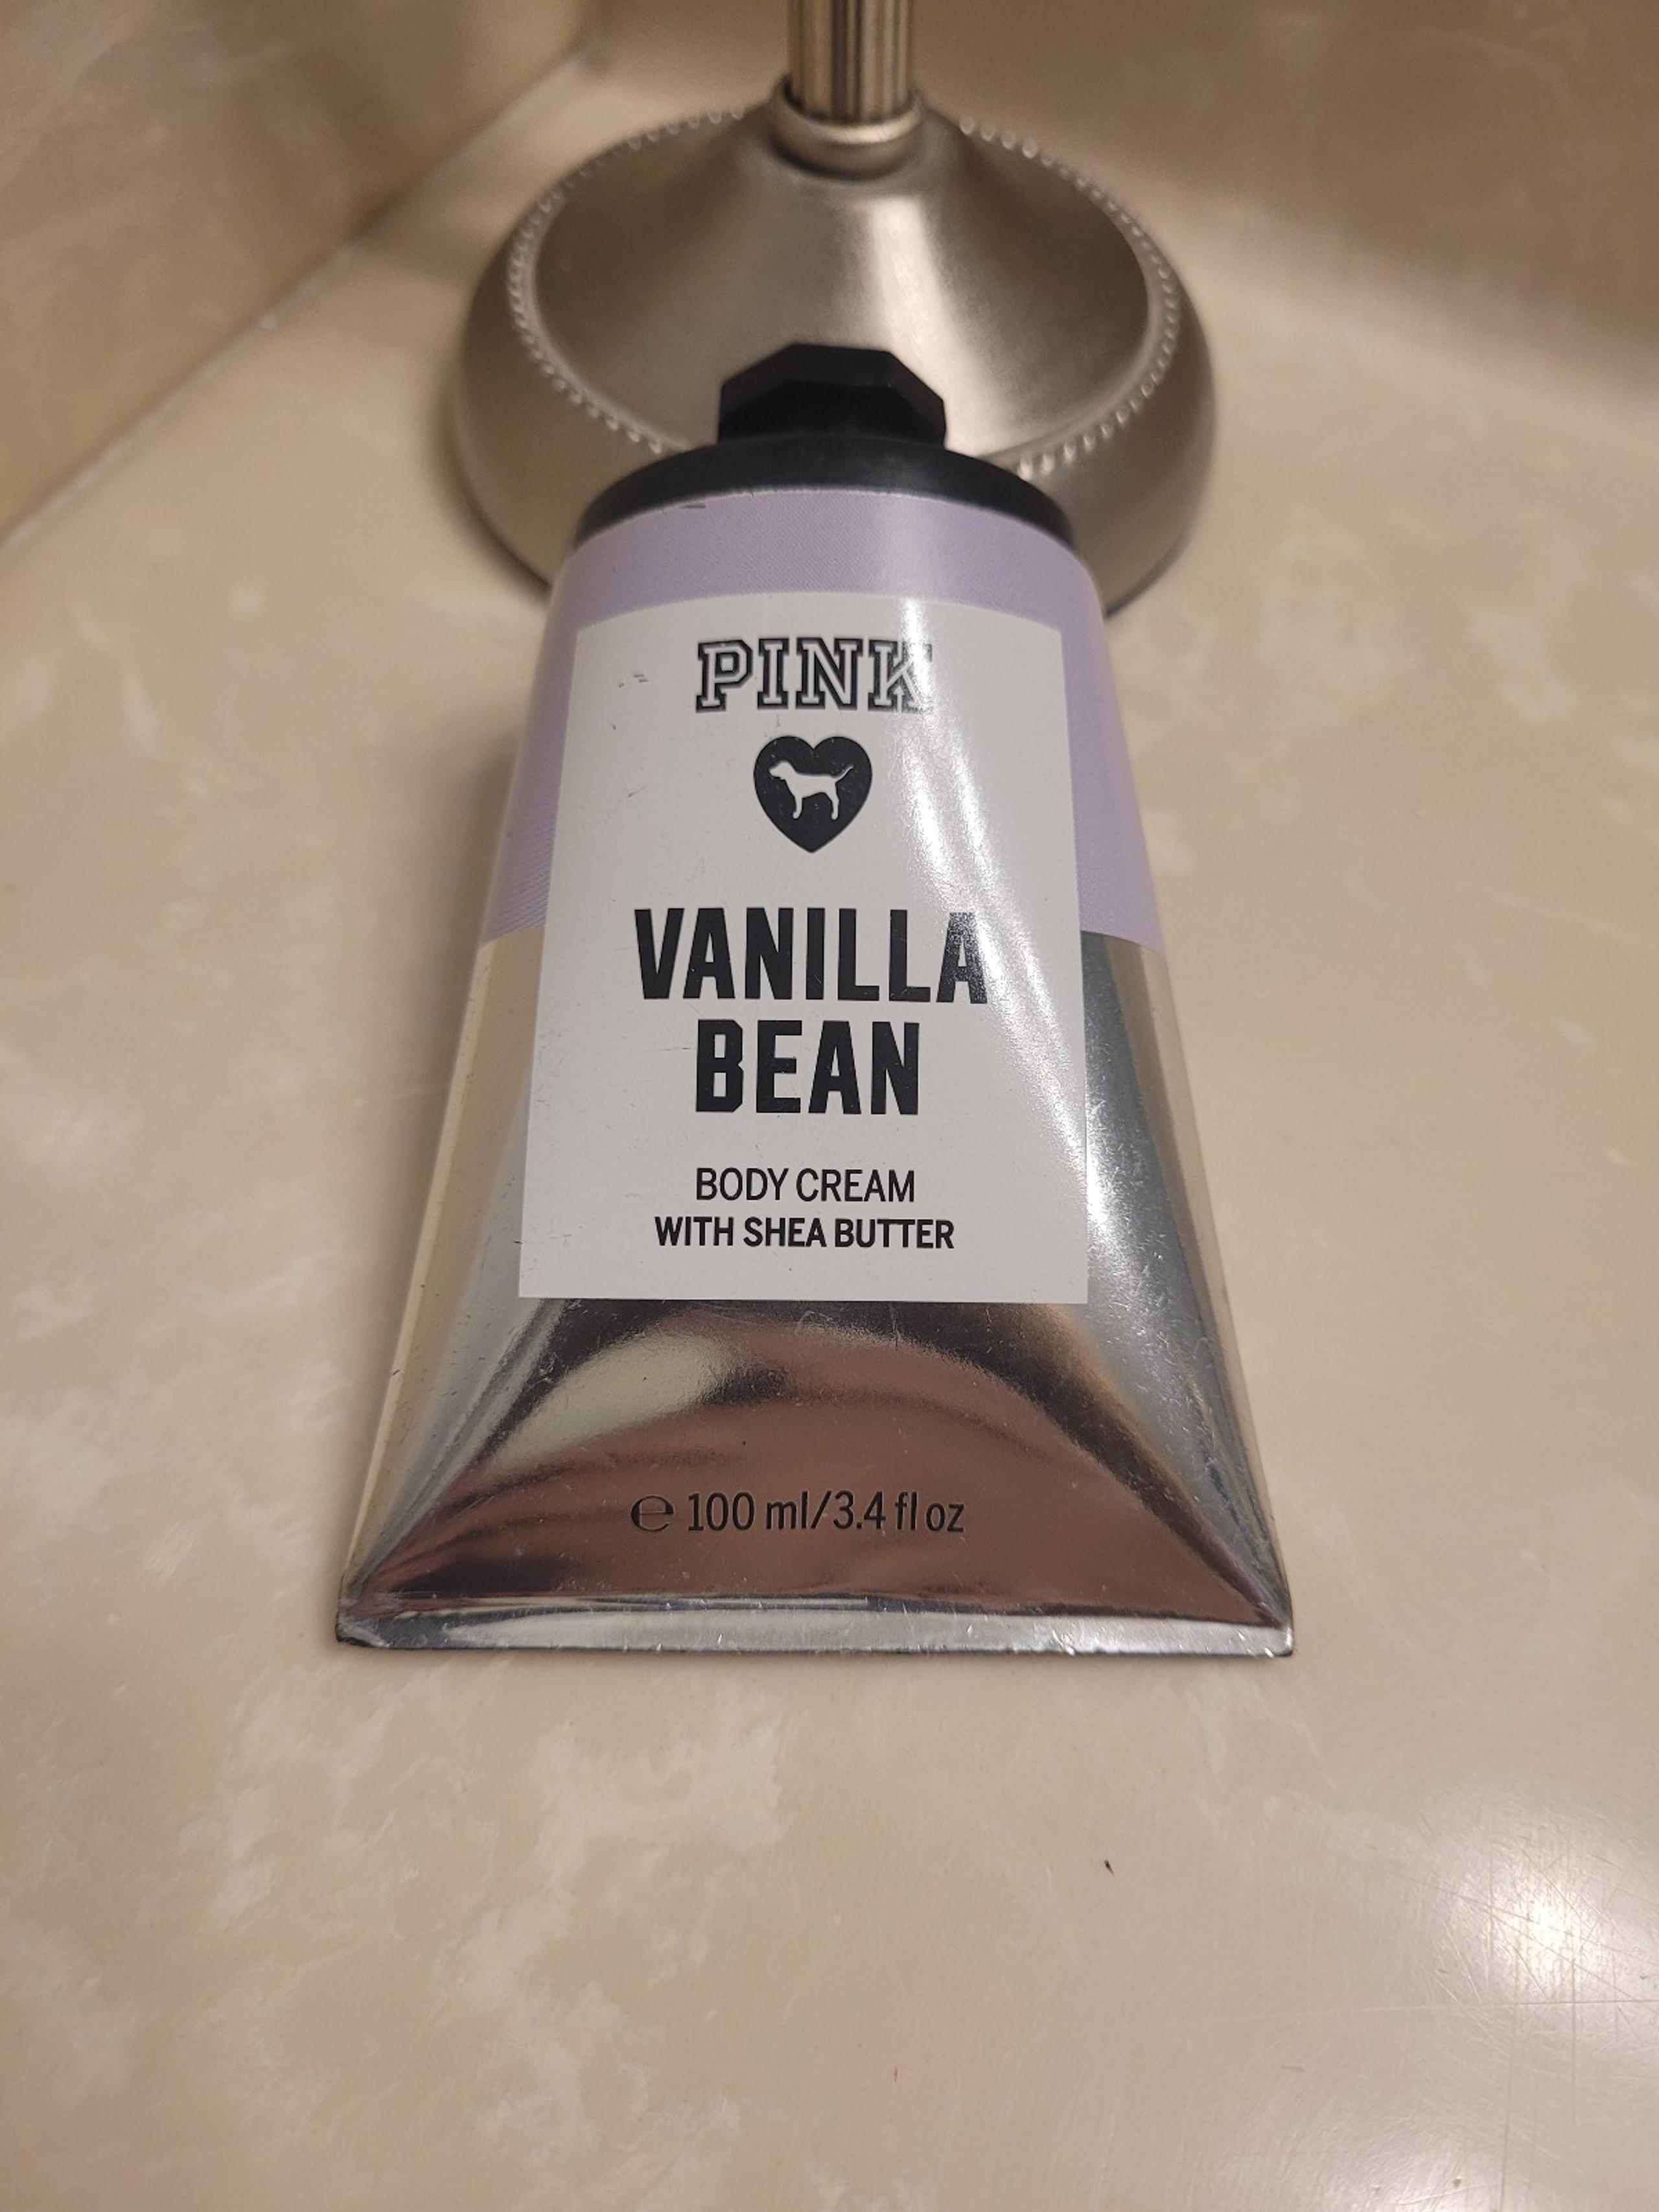 PINK
VANILLA
BEAN
BODY CREAM
WITH SHEA BUTTER
℮ 100 ml/3.4 fl oz